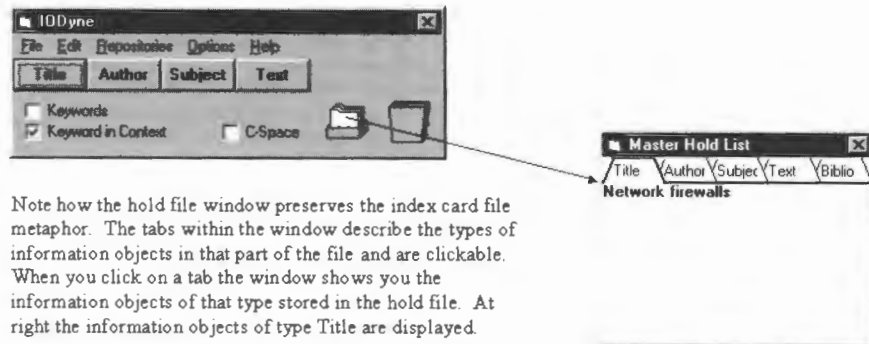 IODyne
File Edit Repositories Options Help
Title Author Subject Text
Keywords
Keyword in Context C-Space
Master Hold List
Title Author Subjec Text Biblio
Network firewalls
Note how the hold file window preserves the index card file
metaphor. The tabs within the window describe the types of
information objects in that part of the file and are clickable.
When you click on a tab the window shows you the
information objects of that type stored in the hold file. At
right the information objects of type Title are displayed.